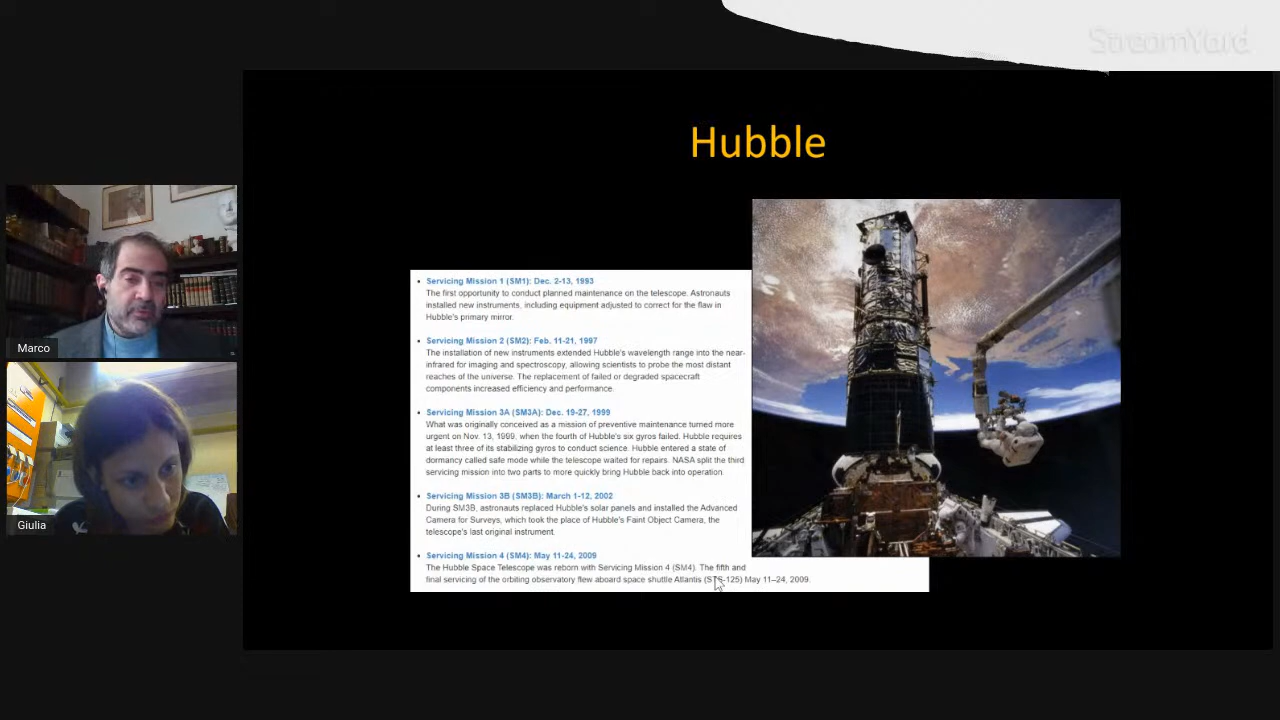 StreamYard
Hubble
Servicing Mission 1 (SM1): Dec. 2-13, 1993
The first opportunity to conduct planned maintenance on the telescope. Astronauts
installed new instruments, including equipment adjusted to correct for the flaw in
Hubble's primary mirror.
Servicing Mission 2 (SM2): Feb. 11-21, 1997
The installation of new instruments extended Hubble's wavelength range into the near-
infrared for imaging and spectroscopy, allowing scientists to probe the most distant
reaches of the universe. The replacement of failed or degraded spacecraft
components increased efficiency and performance.
Servicing Mission 3A (SM3A): Dec. 19-27, 1999
What was originally conceived as a mission of preventive maintenance turned more
urgent on Nov. 13, 1999, when the fourth of Hubble's six gyros failed. Hubble requires
at least three of its stabilizing gyros to conduct science. Hubble entered a state of
dormancy called safe mode while the telescope waited for repairs. NASA split the third
servicing mission into two parts to more quickly bring Hubble back into operation.
Servicing Mission 3B (SM3B): March 1-12, 2002
During SM3B, astronauts replaced Hubble's solar panels and installed the Advanced
Camera for Surveys, which took the place of Hubble's Faint Object Camera, the
telescope's last original instrument.
Servicing Mission 4 (SM4): May 11-24, 2009
The Hubble Space Telescope was reborn with Servicing Mission 4 (SM4). The fifth and
final servicing of the orbiting observatory flew aboard space shuttle Atlantis (STS-125) May 11–24, 2009.
Marco
Giulia